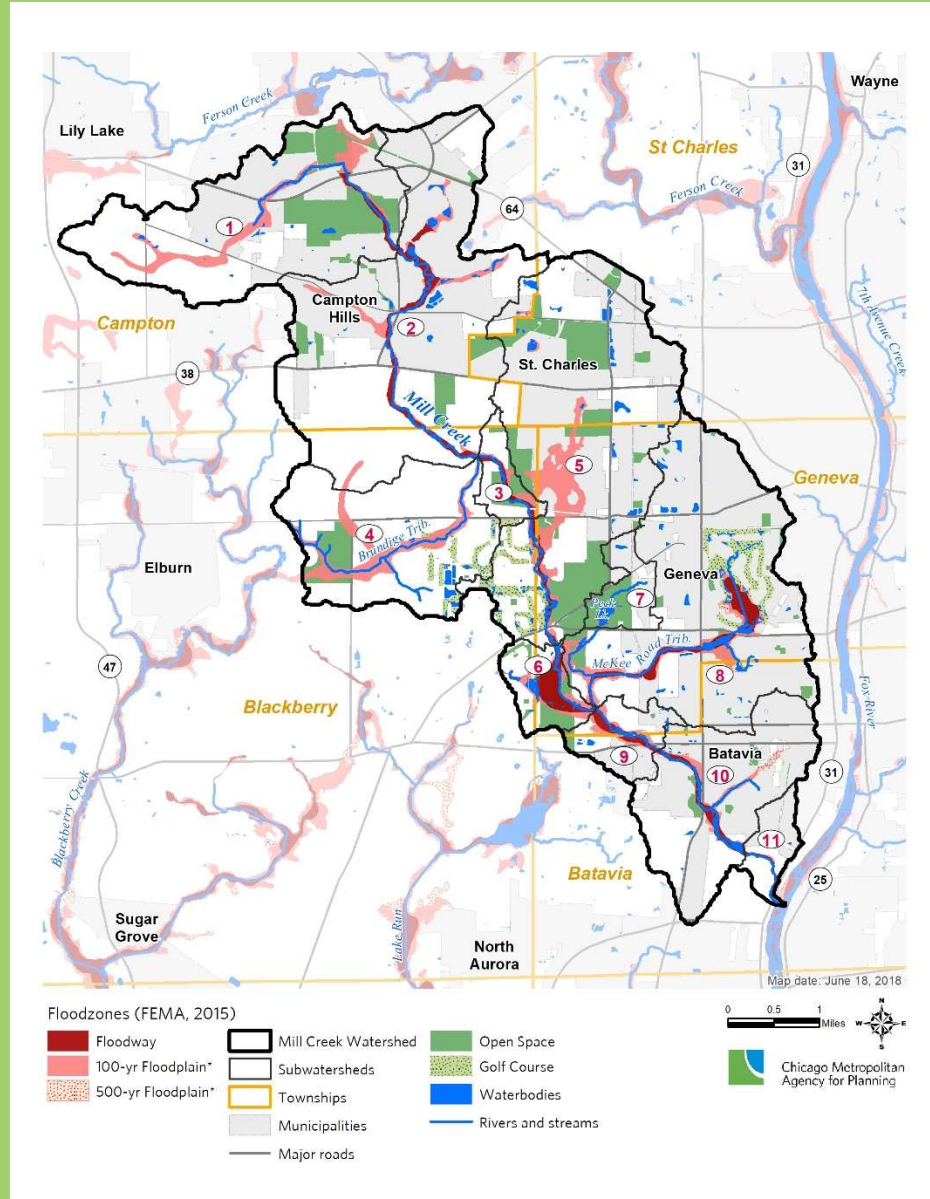 Wayne
Lily Lake
Ferson Creek
St Charles
31
Ferson Creek
64
1
7th Avenue Creek
Campton
Campton
Hills
2
38
St. Charles
Mill Creek
Geneva
5
3
4
Brundige Trib.
Elburn
Geneva
Peck
Lk.
7
47
6
McKee Road Trib.
8
Fox River
Blackberry
Batavia
9
10
31
Blackberry Creek
11
Batavia
25
Sugar
Grove
Lake Run
North
Aurora
Map date: June 18, 2018
Floodzones (FEMA, 2015)
Floodway
100-yr Floodplain*
500-yr Floodplain*
Mill Creek Watershed
Subwatersheds
Townships
Municipalities
Major roads
Open Space
Golf Course
Waterbodies
Rivers and streams
0 0.5 1
Miles
N
W E
S
Chicago Metropolitan
Agency for Planning